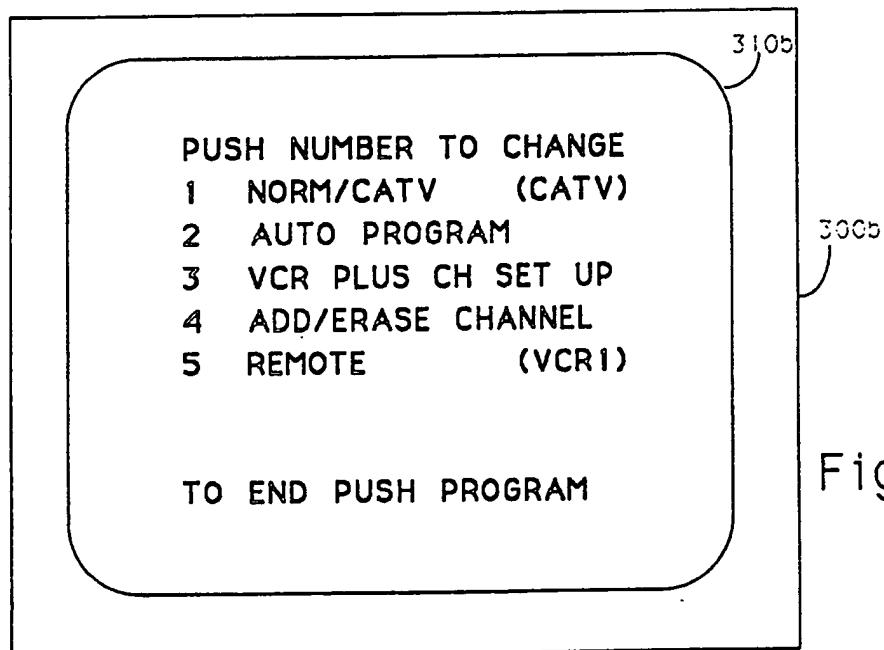 310b
PUSH NUMBER TO CHANGE
1 NORM/CATV (CATV)
2 AUTO PROGRAM
3 VCR PLUS CH SET UP
4 ADD/ERASE CHANNEL
5 REMOTE (VCR1)
TO END PUSH PROGRAM
300b